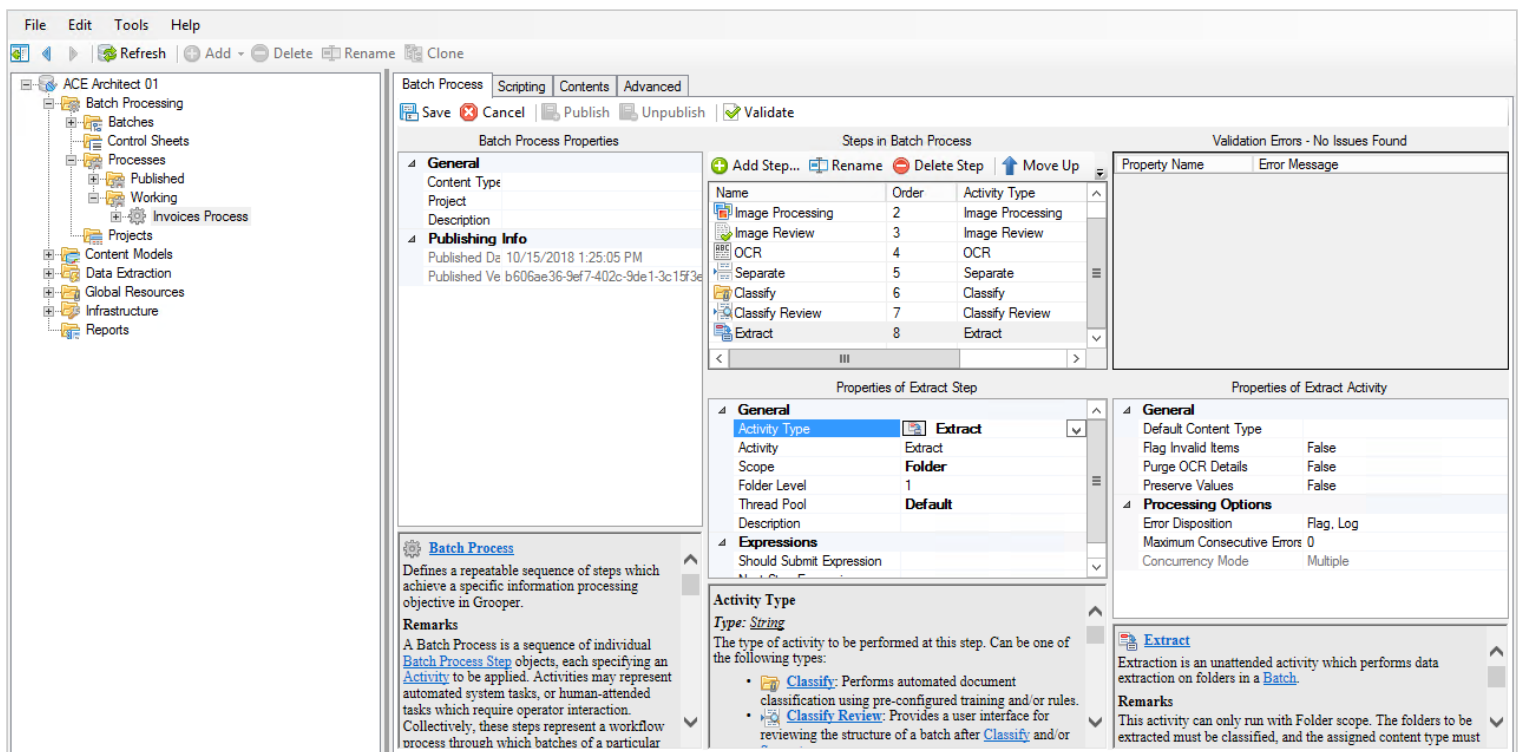 File Edit Tools Help
Refresh Add Delete Rename Clone
ACE Architect 01
Batch Processing
Batches
Control Sheets
Processes
Published
Working
Invoices Process
Projects
Content Models
Data Extraction
Global Resources
Infrastructure
Reports
Batch Process Scripting Contents Advanced
Save Cancel Publish Unpublish Validate
Batch Process Properties
General
Content Type
Project
Description
Publishing Info
Published Da 10/15/2018 1:25:05 PM
Published Ve b606ae36-9ef7-402c-9de1-3c15f3e
Batch Process
Defines a repeatable sequence of steps which
achieve a specific information processing
objective in Grooper.
Remarks
A Batch Process is a sequence of individual
Batch Process Step objects, each specifying an
Activity to be applied. Activities may represent
automated system tasks, or human-attended
tasks which require operator interaction.
Collectively, these steps represent a workflow
process through which batches of a particular
Steps in Batch Process
Add Step... Rename Delete Step Move Up
Name Order Activity Type
Image Processing 2 Image Processing
Image Review 3 Image Review
OCR 4 OCR
Separate 5 Separate
Classify 6 Classify
Classify Review 7 Classify Review
Extract 8 Extract
Properties of Extract Step
General
Activity Type Extract
Activity Extract
Scope Folder
Folder Level 1
Thread Pool Default
Description
Expressions
Should Submit Expression
Activity Type
Type: String
The type of activity to be performed at this step. Can be one of
the following types:
• Classify: Performs automated document
classification using pre-configured training and/or rules.
• Classify Review: Provides a user interface for
reviewing the structure of a batch after Classify and/or
Validation Errors - No Issues Found
Property Name Error Message
Properties of Extract Activity
General
Default Content Type
Flag Invalid Items False
Purge OCR Details False
Preserve Values False
Processing Options
Error Disposition Flag, Log
Maximum Consecutive Errors 0
Concurrency Mode Multiple
Extract
Extraction is an unattended activity which performs data
extraction on folders in a Batch.
Remarks
This activity can only run with Folder scope. The folders to be
extracted must be classified, and the assigned content type must